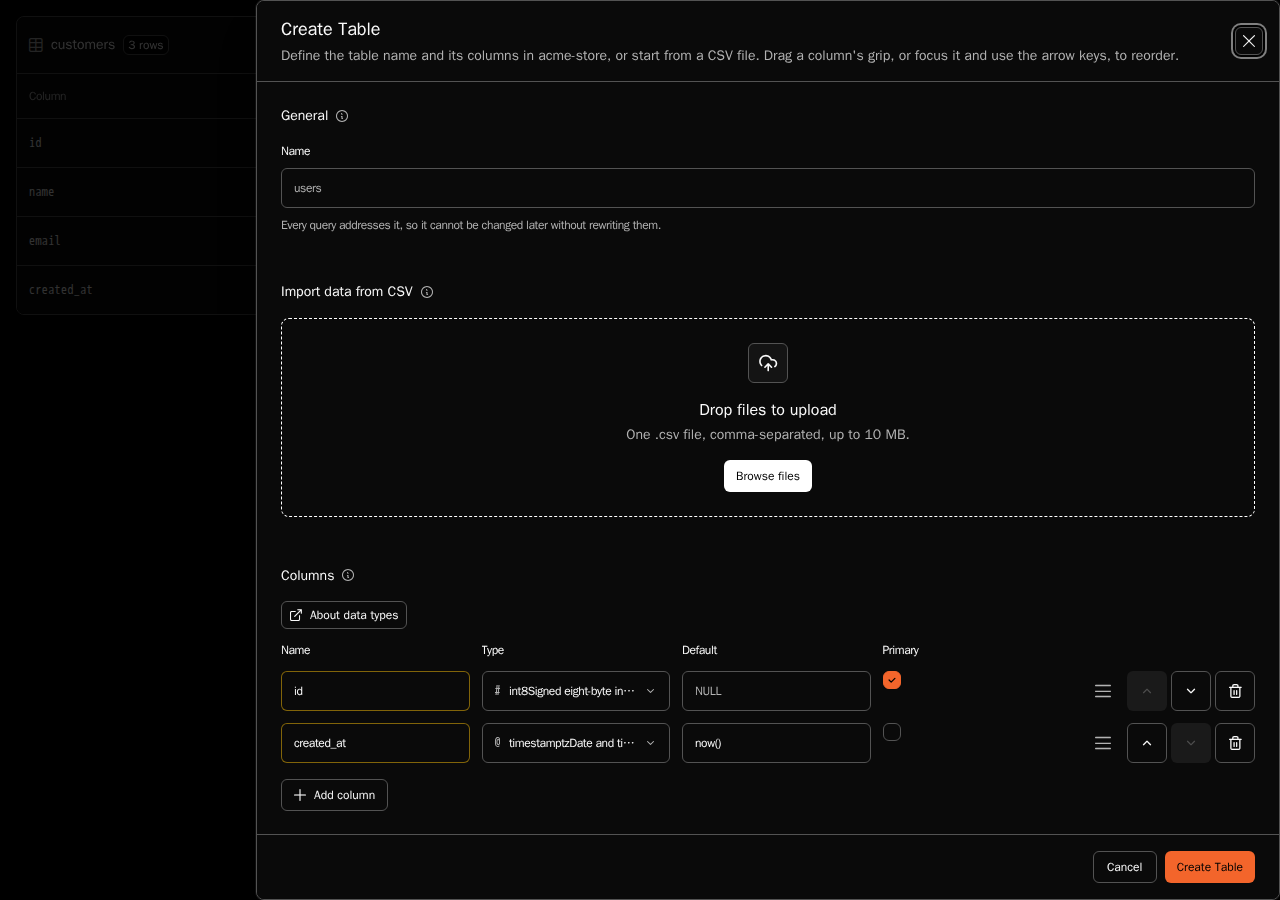 customers 3 rows
Column
id
name
email
created_at
Create Table
Define the table name and its columns in acme-store, or start from a CSV file. Drag a column's grip, or focus it and use the arrow keys, to reorder.
General
Name
users
Every query addresses it, so it cannot be changed later without rewriting them.
Import data from CSV
Drop files to upload
One .csv file, comma-separated, up to 10 MB.
Browse files
Columns
About data types
Name Type Default Primary
id # int8Signed eight-byte in… NULL
created_at timestamptzDate and ti… now()
Add column
Cancel Create Table